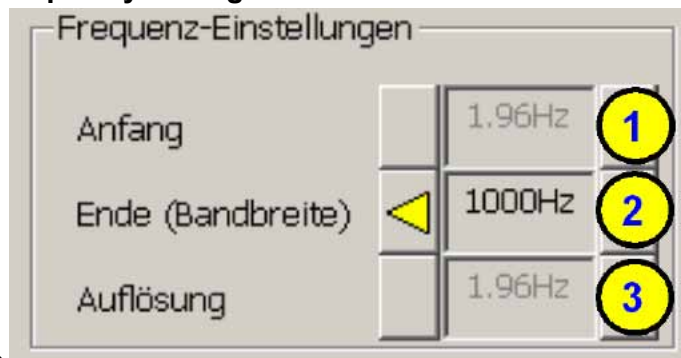 Frequenz-Einstellungen
Anfang 1.96Hz 1
Ende (Bandbreite) 1000Hz 2
Auflösung 1.96Hz 3